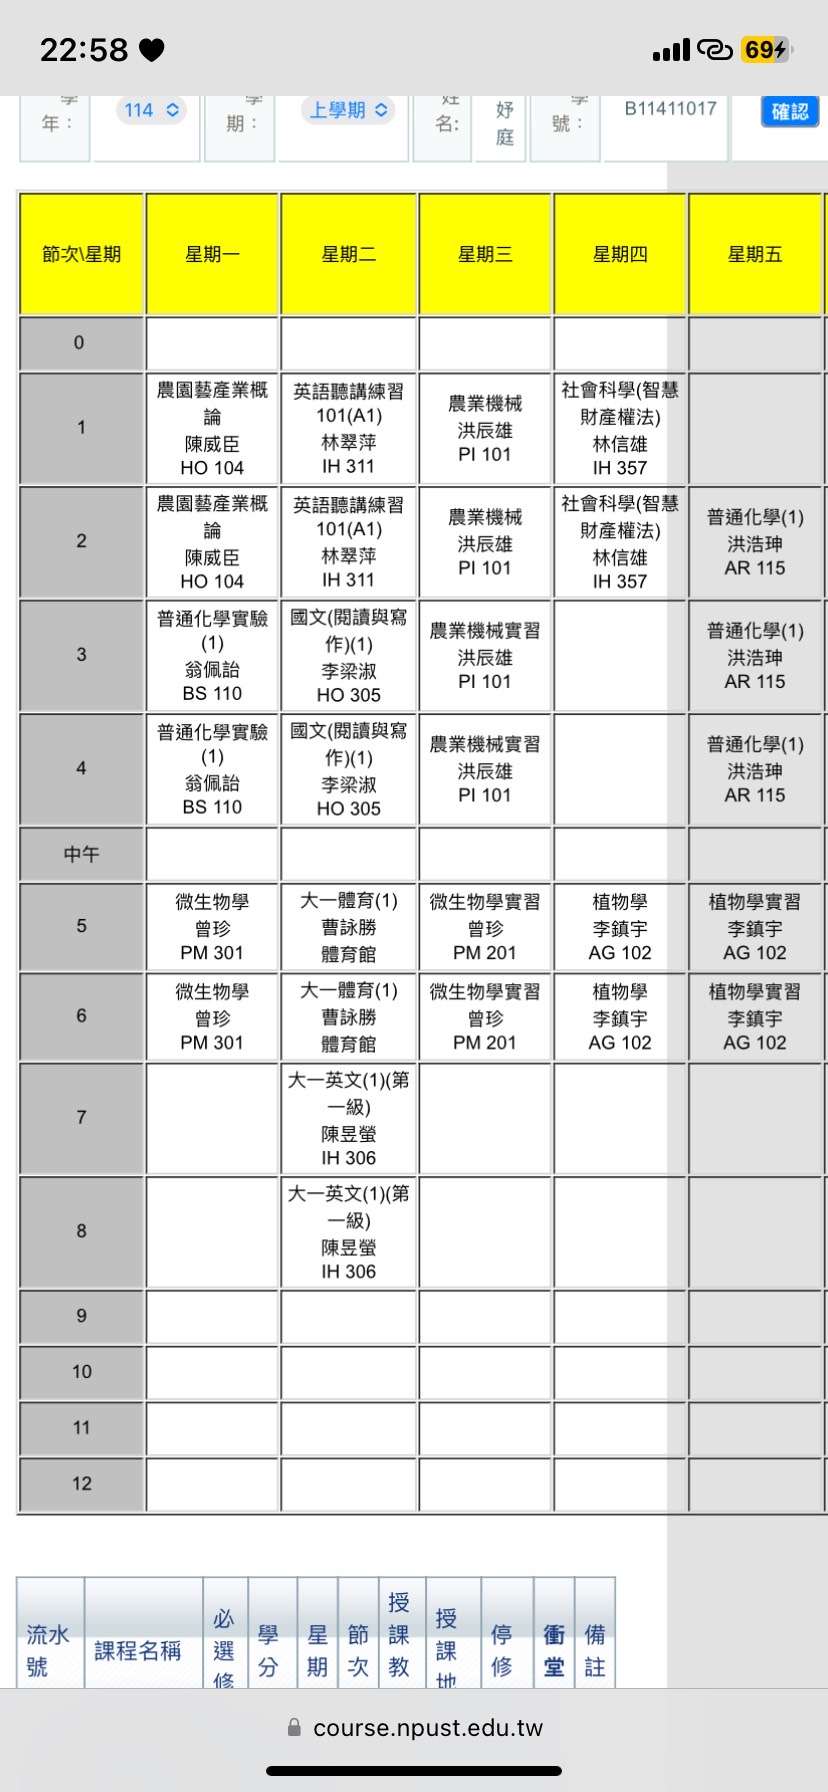 22:58
69
學
年：
114
學
期：
上學期
姓
名:
妤
庭
學
號：
B11411017
確認
節次\星期
星期一
星期二
星期三
星期四
星期五
0
1
農園藝產業概
論
陳威臣
HO 104
英語聽講練習
101(A1)
林翠萍
IH 311
農業機械
洪辰雄
PI 101
社會科學(智慧
財產權法)
林信雄
IH 357
2
農園藝產業概
論
陳威臣
HO 104
英語聽講練習
101(A1)
林翠萍
IH 311
農業機械
洪辰雄
PI 101
社會科學(智慧
財產權法)
林信雄
IH 357
普通化學(1)
洪浩珅
AR 115
3
普通化學實驗
(1)
翁佩詒
BS 110
國文(閱讀與寫
作)(1)
李梁淑
HO 305
農業機械實習
洪辰雄
PI 101
普通化學(1)
洪浩珅
AR 115
4
普通化學實驗
(1)
翁佩詒
BS 110
國文(閱讀與寫
作)(1)
李梁淑
HO 305
農業機械實習
洪辰雄
PI 101
普通化學(1)
洪浩珅
AR 115
中午
5
微生物學
曾珍
PM 301
大一體育(1)
曹詠勝
體育館
微生物學實習
曾珍
PM 201
植物學
李鎮宇
AG 102
植物學實習
李鎮宇
AG 102
6
微生物學
曾珍
PM 301
大一體育(1)
曹詠勝
體育館
微生物學實習
曾珍
PM 201
植物學
李鎮宇
AG 102
植物學實習
李鎮宇
AG 102
7
大一英文(1)(第
一級)
陳昱螢
IH 306
8
大一英文(1)(第
一級)
陳昱螢
IH 306
9
10
11
12
流水
號
課程名稱
必
選
修
學
分
星
期
節
次
授
課
教
授
課
地
停
修
衝
堂
備
註
course.npust.edu.tw